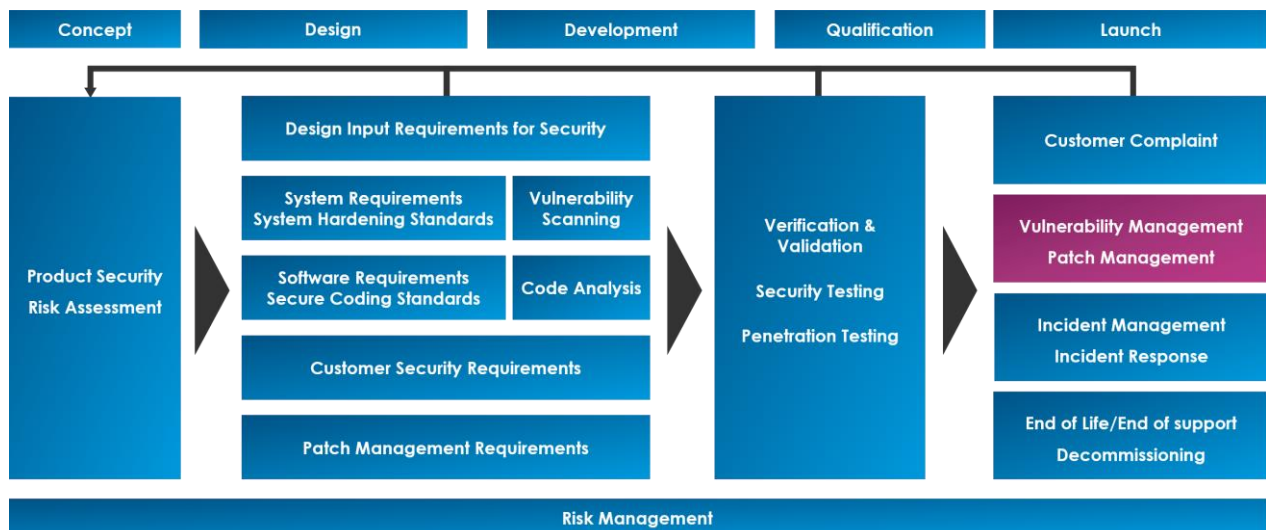 Concept
Design
Development
Qualification
Launch
Product Security
Risk Assessment
Design Input Requirements for Security
System Requirements
System Hardening Standards
Vulnerability
Scanning
Software Requirements
Secure Coding Standards
Code Analysis
Customer Security Requirements
Patch Management Requirements
Verification &
Validation
Security Testing
Penetration Testing
Customer Complaint
Vulnerability Management
Patch Management
Incident Management
Incident Response
End of Life/End of support
Decommissioning
Risk Management